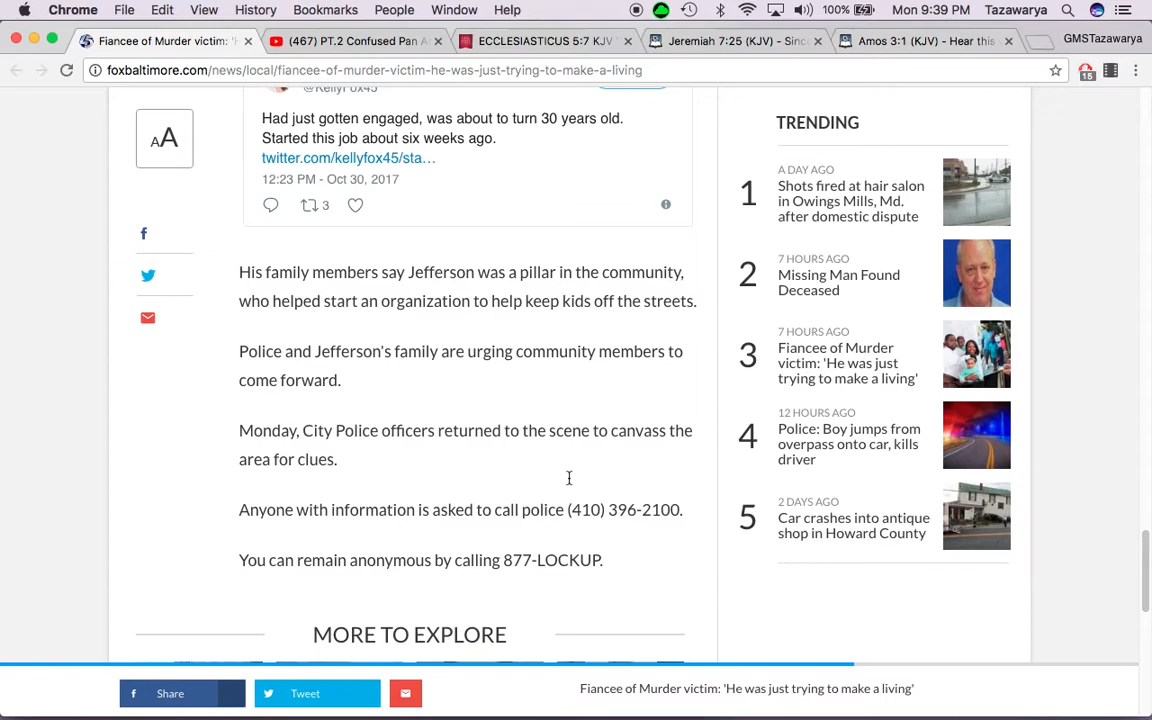 Chrome File Edit View History Bookmarks People Window Help 100% Mon 9:39 PM Tazawarya
Fiancee of Murder victim: 'H
(467) PT.2 Confused Pan A
ECCLESIASTICUS 5:7 KJV
Jeremiah 7:25 (KJV) - Since
Amos 3:1 (KJV) - Hear this
GMSTazawarya
foxbaltimore.com/news/local/fiancee-of-murder-victim-he-was-just-trying-to-make-a-living
15
AA
@KellyFox45
Had just gotten engaged, was about to turn 30 years old.
Started this job about six weeks ago.
twitter.com/kellyfox45/sta…
12:23 PM - Oct 30, 2017
3
His family members say Jefferson was a pillar in the community,
who helped start an organization to help keep kids off the streets.
Police and Jefferson's family are urging community members to
come forward.
Monday, City Police officers returned to the scene to canvass the
area for clues.
Anyone with information is asked to call police (410) 396-2100.
You can remain anonymous by calling 877-LOCKUP.
MORE TO EXPLORE
TRENDING
1
A DAY AGO
Shots fired at hair salon
in Owings Mills, Md.
after domestic dispute
2
7 HOURS AGO
Missing Man Found
Deceased
3
7 HOURS AGO
Fiancee of Murder
victim: 'He was just
trying to make a living'
4
12 HOURS AGO
Police: Boy jumps from
overpass onto car, kills
driver
5
2 DAYS AGO
Car crashes into antique
shop in Howard County
Share
Tweet
Fiancee of Murder victim: 'He was just trying to make a living'